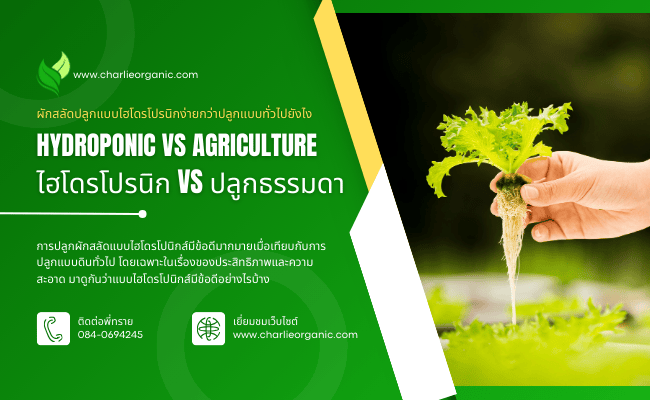 www.charlieorganic.com
ผักสลัดปลูกแบบไฮโดรโปรนิกง่ายกว่าปลูกแบบทั่วไปยังไง
HYDROPONIC VS AGRICULTURE
ไฮโดรโปรนิก VS ปลูกธรรมดา
การปลูกผักสลัดแบบไฮโดรโปนิกส์มีข้อดีมากมายเมื่อเทียบกับการ
ปลูกแบบดินทั่วไป โดยเฉพาะในเรื่องของประสิทธิภาพและความ
สะอาด มาดูกันว่าแบบไฮโดรโปนิกส์มีข้อดีอย่างไรบ้าง
ติดต่อพี่ทราย
084-0694245
เยี่ยมชมเว็บไซต์
www.charlieorganic.com